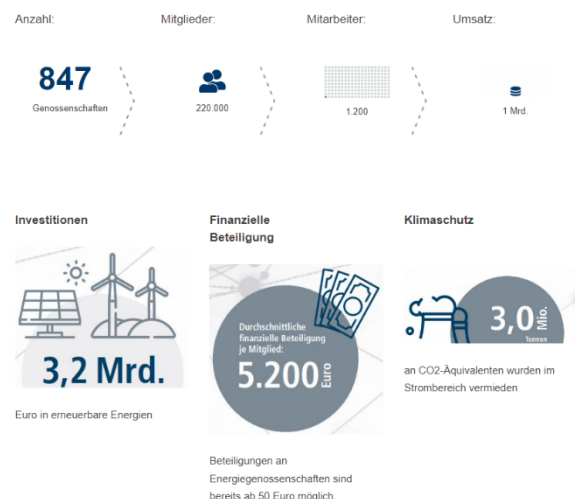 Anzahl:
Mitglieder:
Mitarbeiter:
Umsatz:
847
Genossenschaften
220.000
1.200
1 Mrd.
Investitionen
3,2 Mrd.
Euro in erneuerbare Energien
Finanzielle
Beteiligung
Durchschnittliche
finanzielle Beteiligung
je Mitglied:
5.200 Euro
Beteiligungen an
Energiegenossenschaften sind
bereits ab 50 Euro möglich.
Klimaschutz
3,0 Mio.
Tonnen
an CO2-Äquivalenten wurden im
Strombereich vermieden